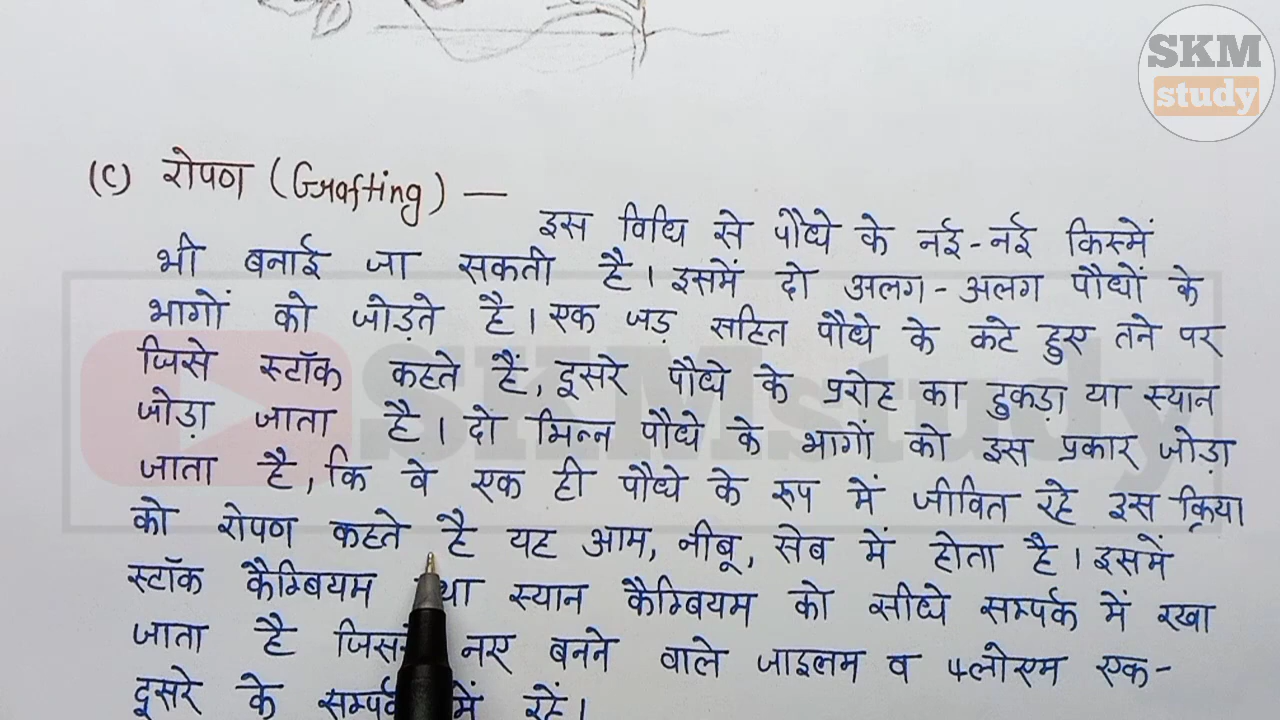 SKM
study
(C) रोपण (Grafting) —
इस विधि से पौधे के नई-नई किस्में
भी बनाई जा सकती है। इसमें दो अलग-अलग पौधों के
भागों को जोड़ते है। एक जड़ सहित पौधे के कटे हुए तने पर
जिसे स्टॉक कहते हैं, दूसरे पौधे के प्ररोह का टुकड़ा या स्यान
जोड़ा जाता है। दो भिन्न पौधे के भागों को इस प्रकार जोड़ा
जाता है, कि वे एक ही पौधे के रूप में जीवित रहे इस क्रिया
को रोपण कहते है यह आम, नीबू, सेब में होता है। इसमें
स्टॉक कैम्बियम स्यान कैम्बियम को सीधे सम्पर्क में रखा
जाता है नए बनने वाले जाइलम व फ्लोएम एक-
दूसरे के में रहें।
SKMstudy